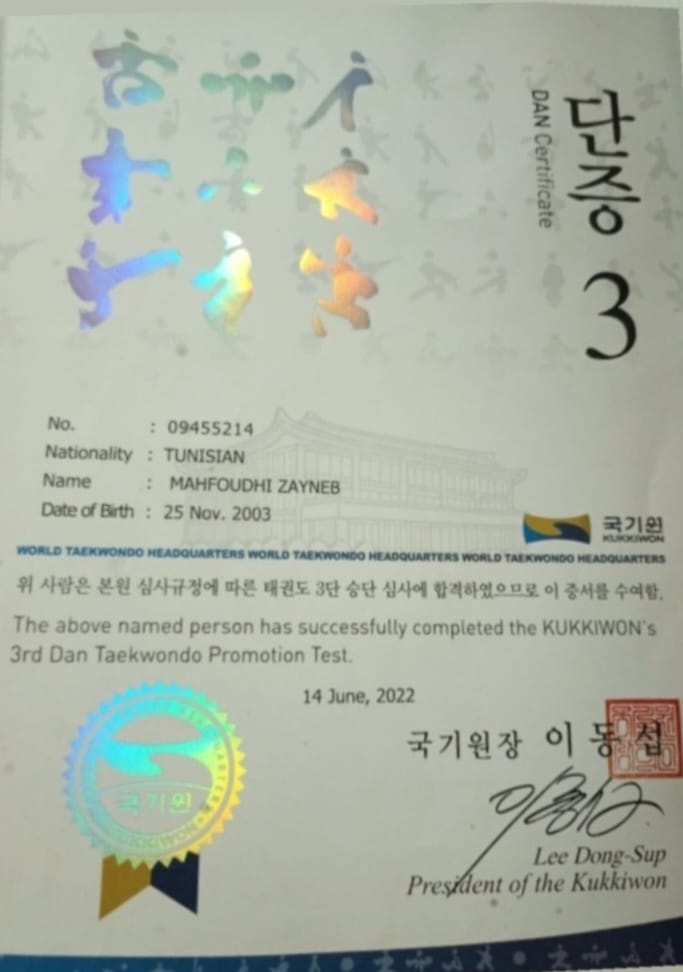 단증
DAN Certificate
3
No. : 09455214
Nationality : TUNISIAN
Name : MAHFOUDHI ZAYNEB
Date of Birth : 25 Nov. 2003
국기원
KUKKIWON
WORLD TAEKWONDO HEADQUARTERS WORLD TAEKWONDO HEADQUARTERS WORLD TAEKWONDO HEADQUARTERS
위 사람은 본원 심사규정에 따른 태권도 3단 승단 심사에 합격하였으므로 이 증서를 수여함.
The above named person has successfully completed the KUKKIWON's
3rd Dan Taekwondo Promotion Test.
14 June, 2022
국기원장 이동섭
Lee Dong-Sup
President of the Kukkiwon
국기원
KUKKIWON